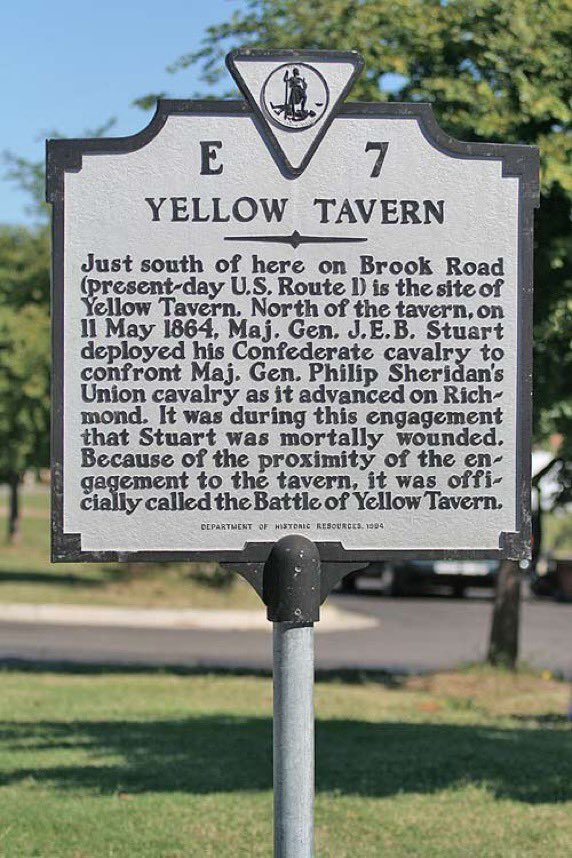 E 7
YELLOW TAVERN
Just south of here on Brook Road
(present-day U.S. Route 1) is the site of
Yellow Tavern. North of the tavern, on
11 May 1864, Maj. Gen. J.E.B. Stuart
deployed his Confederate cavalry to
confront Maj. Gen. Philip Sheridan's
Union cavalry as it advanced on Rich-
mond. It was during this engagement
that Stuart was mortally wounded.
Because of the proximity of the en-
gagement to the tavern, it was offi-
cially called the Battle of Yellow Tavern.
DEPARTMENT OF HISTORIC RESOURCES, 1994